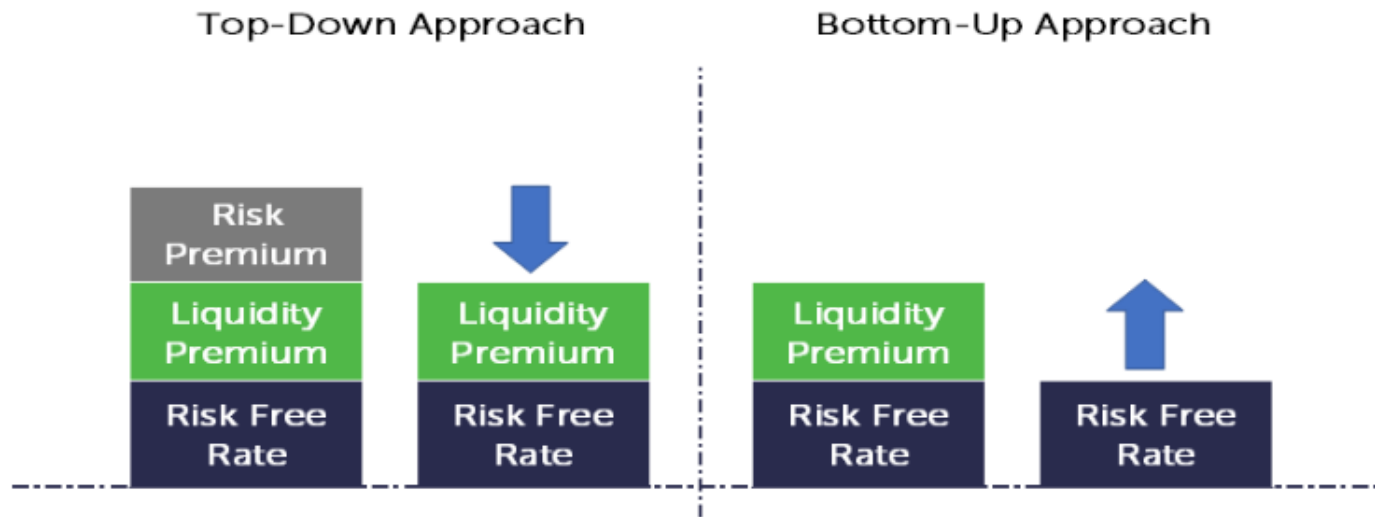 Top-Down Approach
Bottom-Up Approach
Risk
Premium
Liquidity
Premium
Risk Free
Rate
Liquidity
Premium
Risk Free
Rate
Liquidity
Premium
Risk Free
Rate
Risk Free
Rate